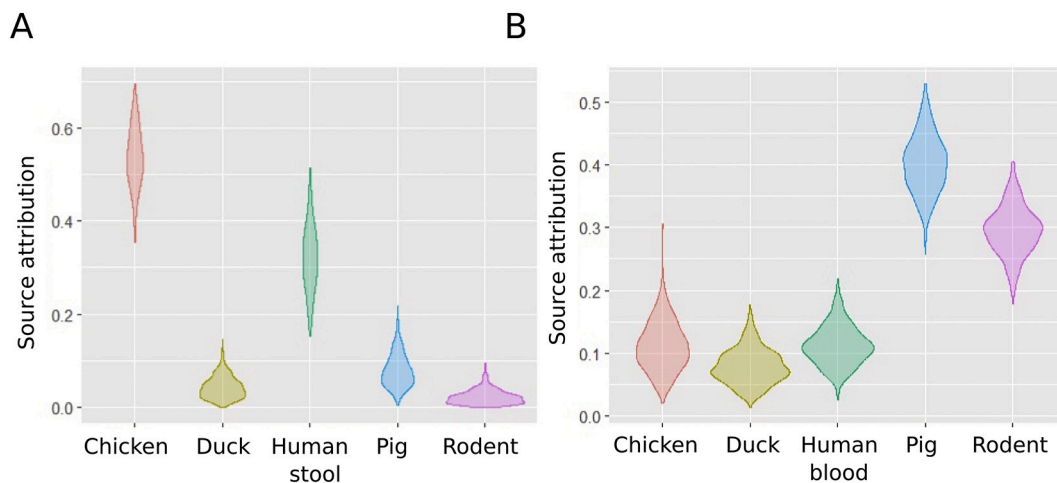 A
B
Source attribution
0.6
0.4
0.2
0.0
Chicken Duck Human stool Pig Rodent
Source attribution
0.5
0.4
0.3
0.2
0.1
0.0
Chicken Duck Human blood Pig Rodent